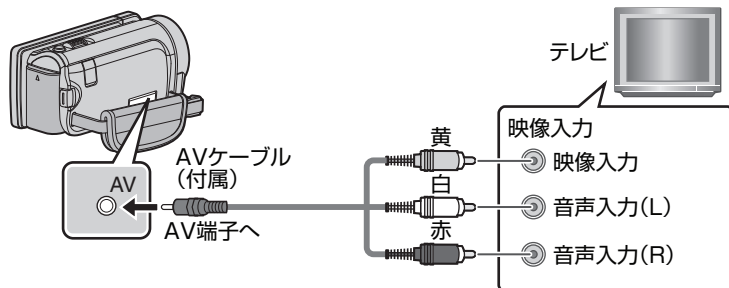 テレビ
映像入力
黄
映像入力
AVケーブル
(付属)
AV
白
音声入力(L)
AV端子へ
赤
音声入力(R)